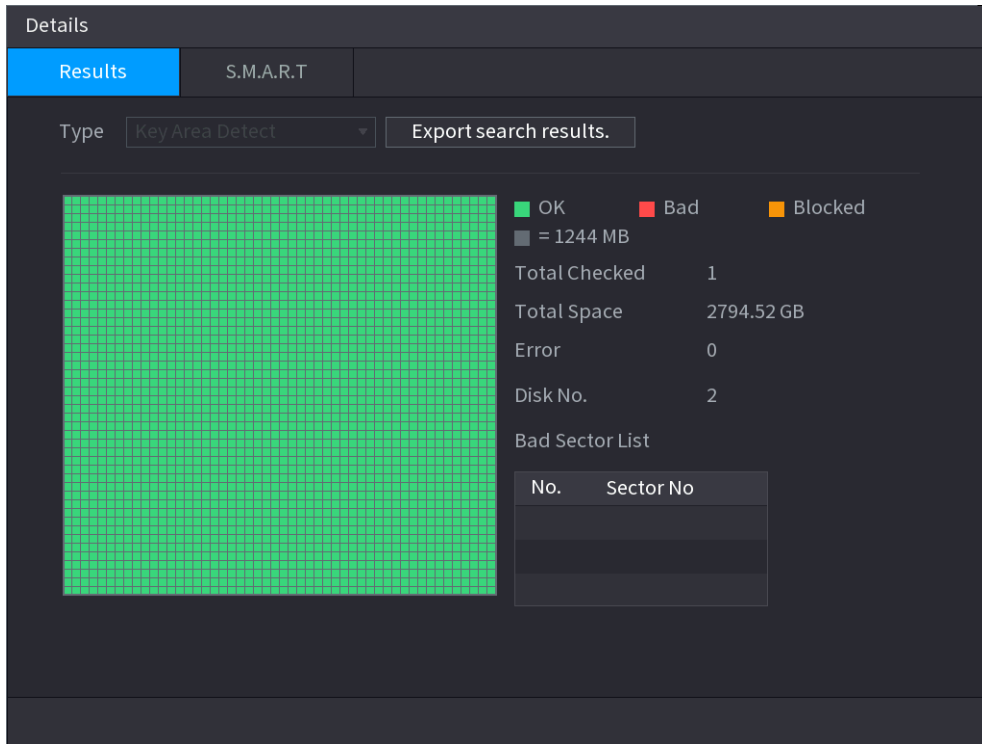 Details
Results S.M.A.R.T
Type Key Area Detect Export search results.
OK Bad Blocked
= 1244 MB
Total Checked 1
Total Space 2794.52 GB
Error 0
Disk No. 2
Bad Sector List
No. Sector No